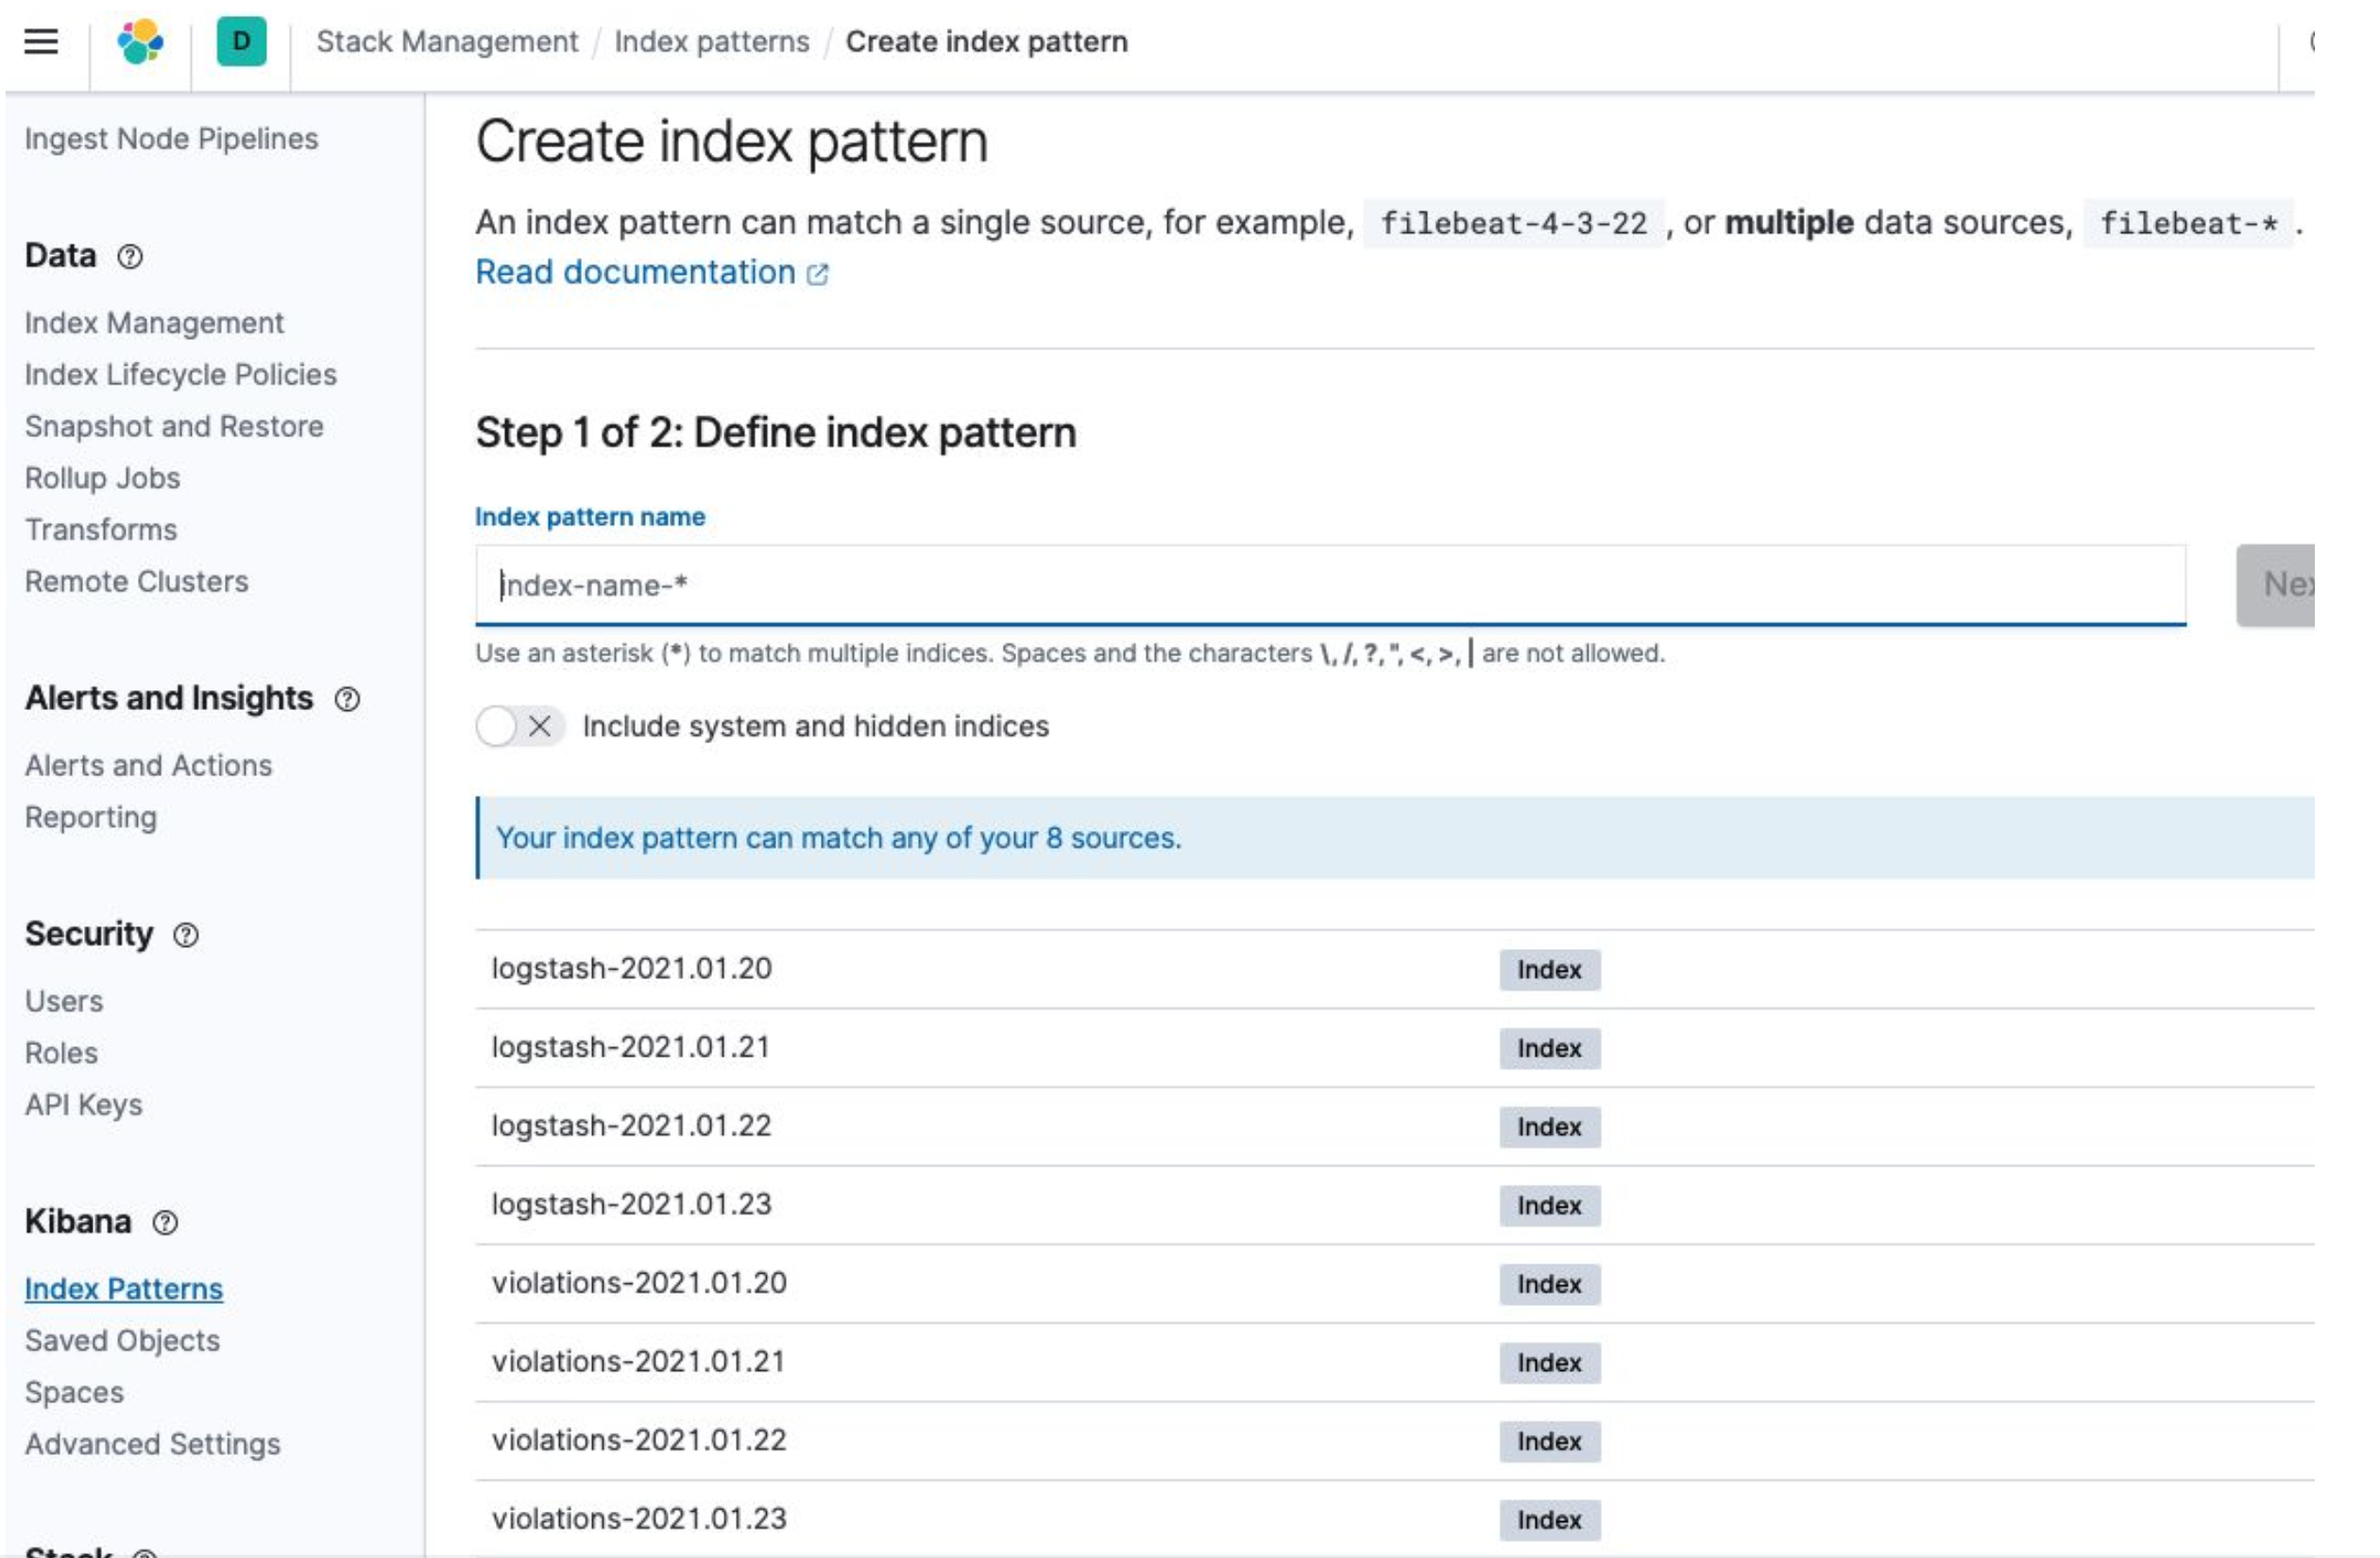 D Stack Management / Index patterns / Create index pattern
Ingest Node Pipelines
Data
Index Management
Index Lifecycle Policies
Snapshot and Restore
Rollup Jobs
Transforms
Remote Clusters
Alerts and Insights
Alerts and Actions
Reporting
Security
Users
Roles
API Keys
Kibana
Index Patterns
Saved Objects
Spaces
Advanced Settings
Stack
Create index pattern
An index pattern can match a single source, for example, filebeat-4-3-22 , or multiple data sources, filebeat-* .
Read documentation
Step 1 of 2: Define index pattern
Index pattern name
index-name-*
Use an asterisk (*) to match multiple indices. Spaces and the characters \, /, ?, ", <, >, | are not allowed.
Include system and hidden indices
Your index pattern can match any of your 8 sources.
logstash-2021.01.20 Index
logstash-2021.01.21 Index
logstash-2021.01.22 Index
logstash-2021.01.23 Index
violations-2021.01.20 Index
violations-2021.01.21 Index
violations-2021.01.22 Index
violations-2021.01.23 Index